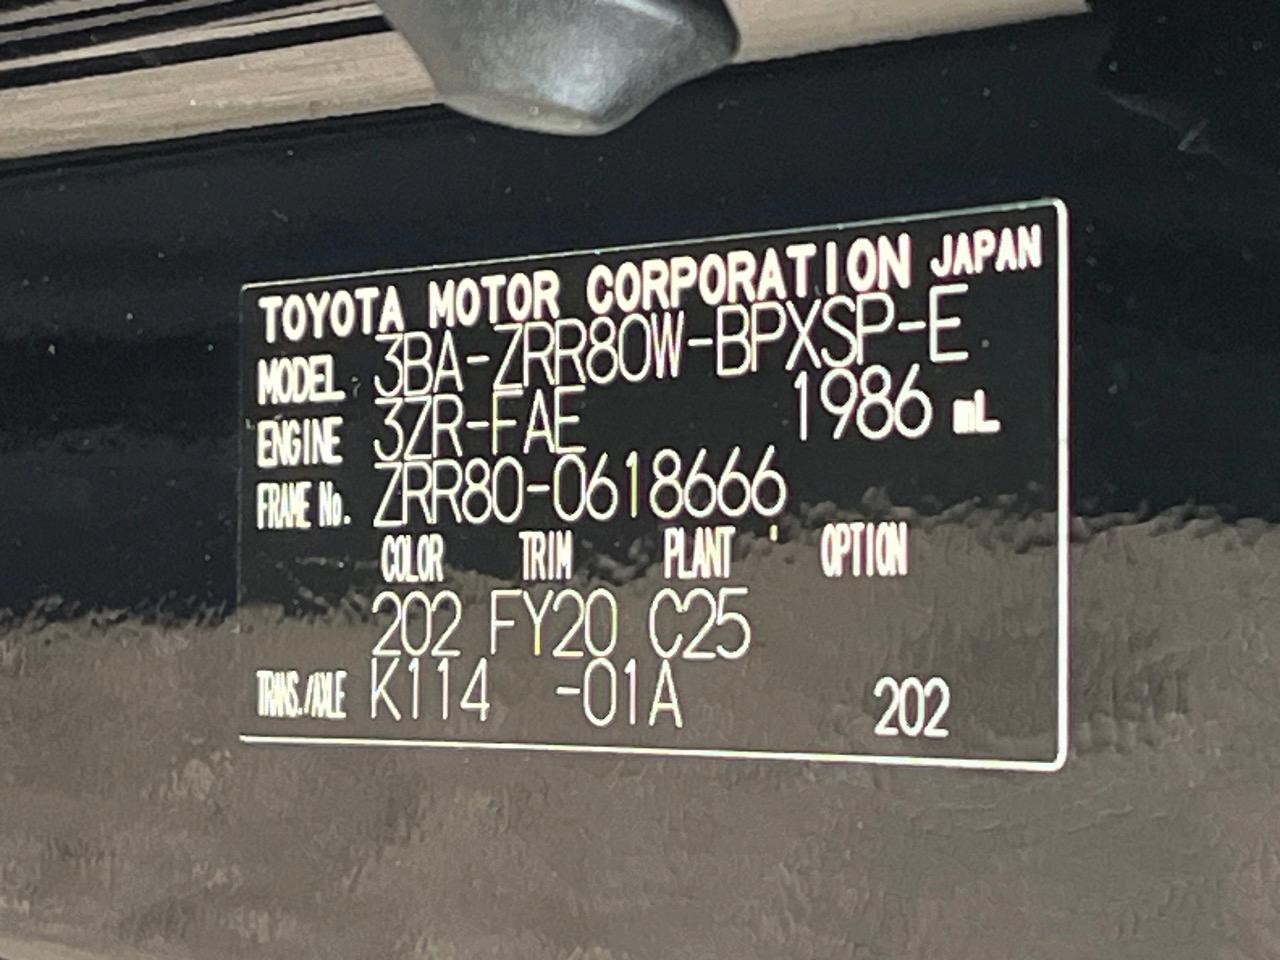 TOYOTA MOTOR CORPORATION JAPAN
MODEL 3BA-ZRR80W-BPXSP-E
ENGINE 3ZR-FAE 1986 mL
FRAME No. ZRR80-0618666
COLOR TRIM PLANT OPTION
202 FY20 C25
TRNS./AXLE K114 -01A 202